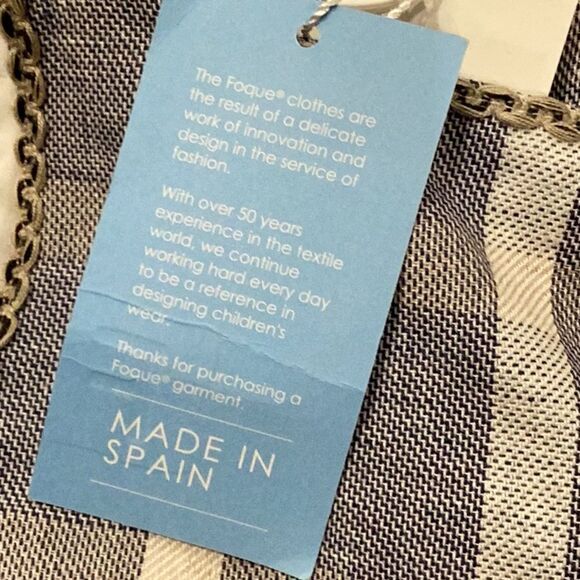 The Foque® clothes are
the result of a delicate
work of innovation and
design in the service of
fashion.
With over 50 years
experience in the textile
world, we continue
working hard every day
to be a reference in
designing children's
wear.
Thanks for purchasing a
Foque® garment.
MADE IN
SPAIN